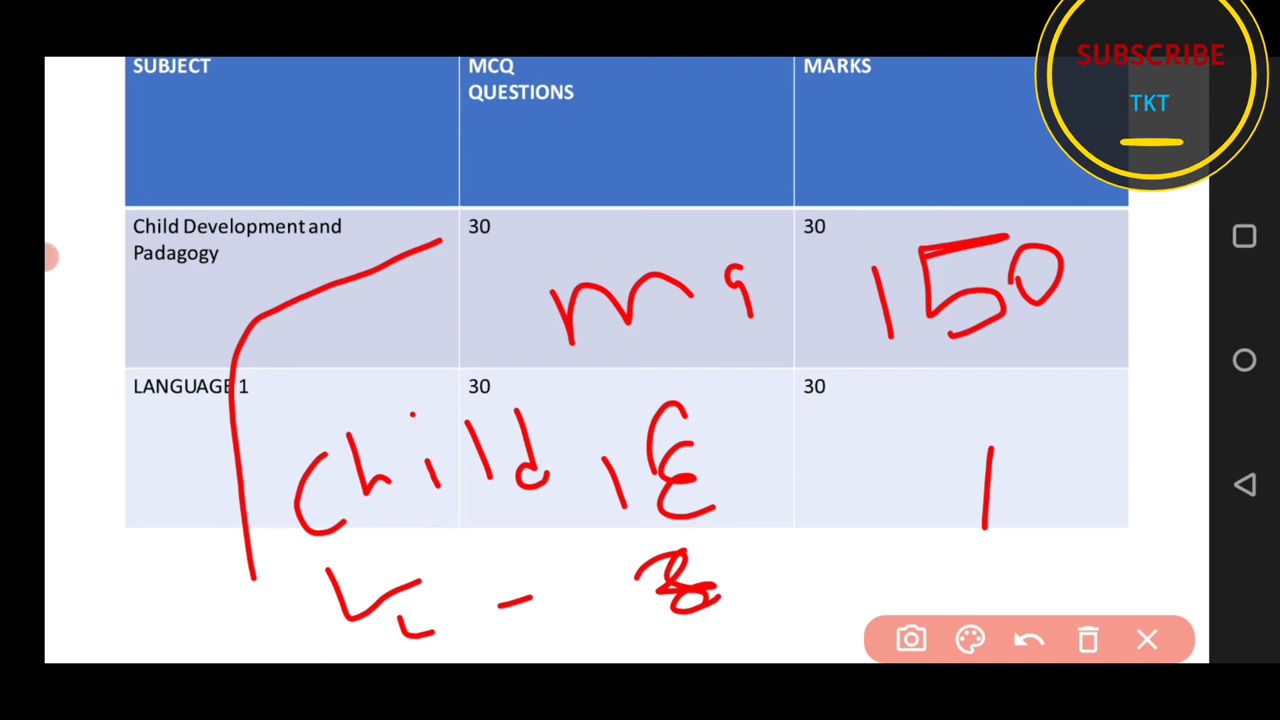 SUBSCRIBE
TKT
SUBJECT MCQ QUESTIONS MARKS
Child Development and Padagogy 30 30
150
LANGUAGE 1 30 30
Child